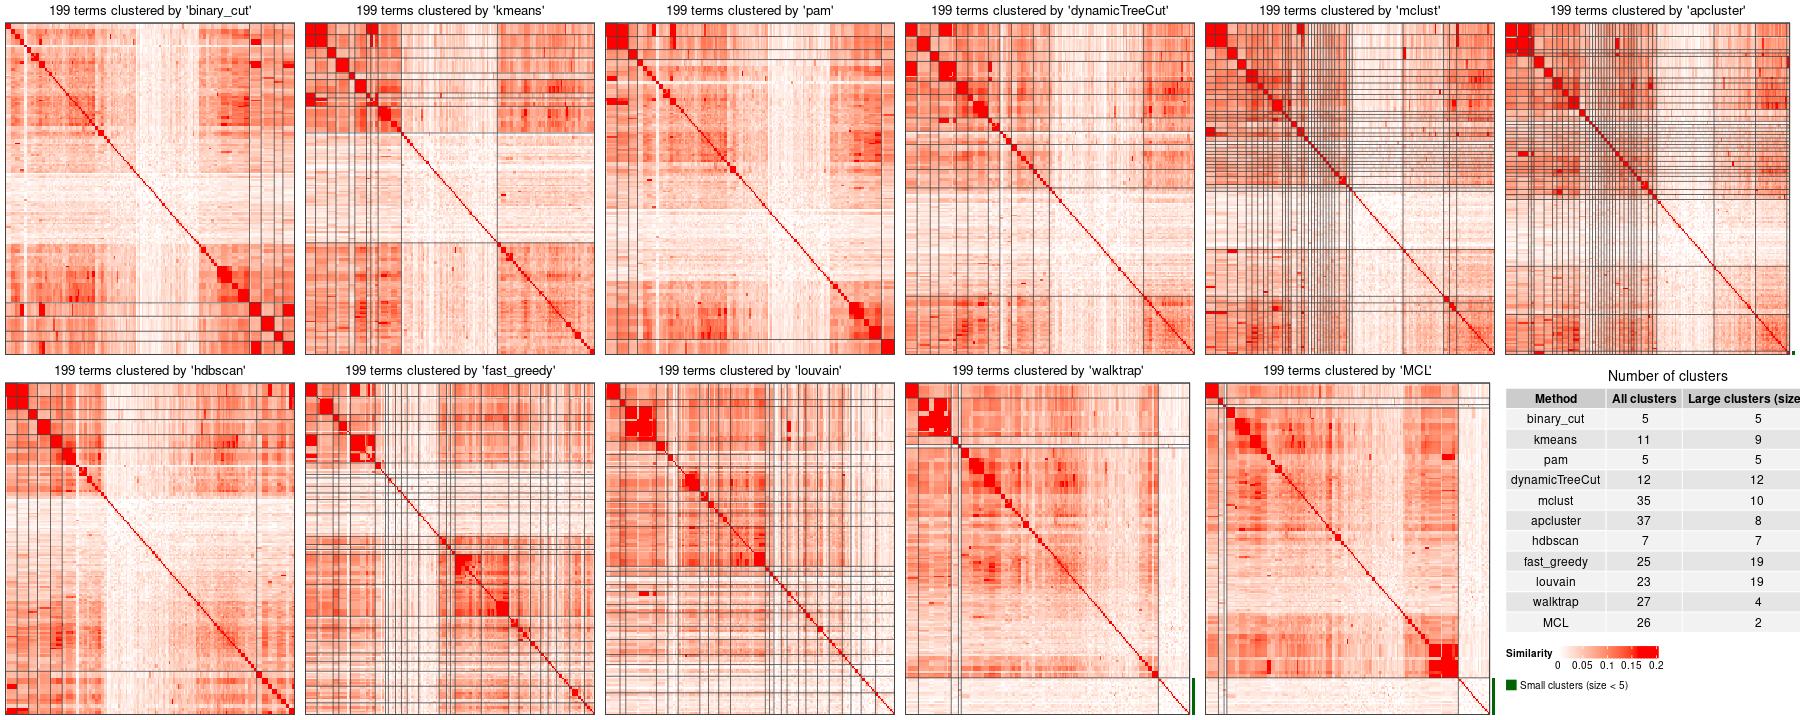 199 terms clustered by 'binary_cut'
199 terms clustered by 'kmeans'
199 terms clustered by 'pam'
199 terms clustered by 'dynamicTreeCut'
199 terms clustered by 'mclust'
199 terms clustered by 'apcluster'
199 terms clustered by 'hdbscan'
199 terms clustered by 'fast_greedy'
199 terms clustered by 'louvain'
199 terms clustered by 'walktrap'
199 terms clustered by 'MCL'
Number of clusters
Method All clusters Large clusters (size
binary_cut 5 5
kmeans 11 9
pam 5 5
dynamicTreeCut 12 12
mclust 35 10
apcluster 37 8
hdbscan 7 7
fast_greedy 25 19
louvain 23 19
walktrap 27 4
MCL 26 2
Similarity
0 0.05 0.1 0.15 0.2
Small clusters (size < 5)